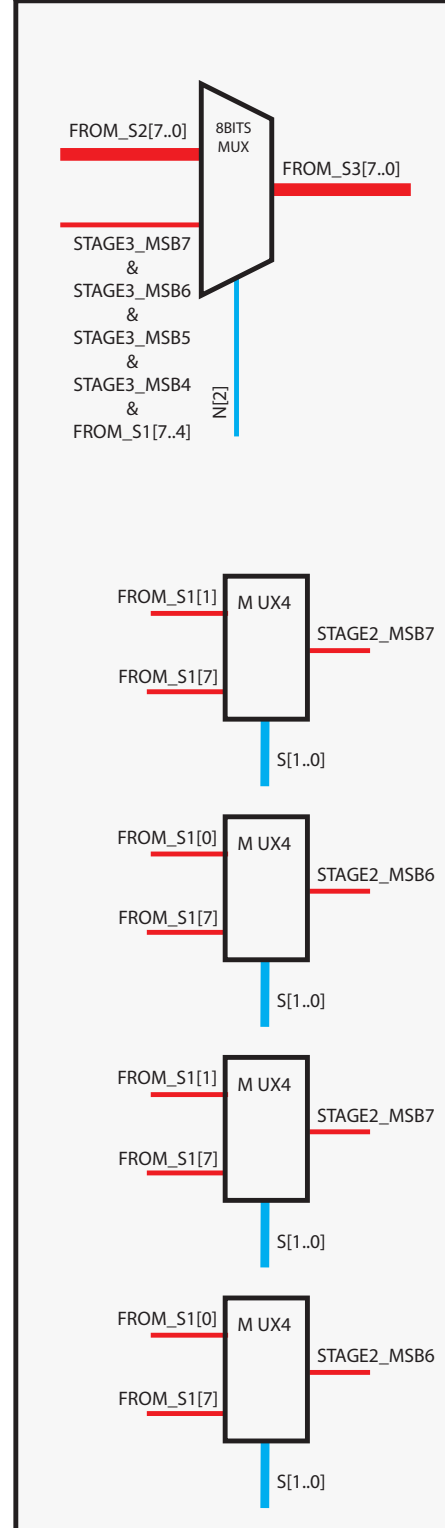 8BITS
MUX
FROM_S2[7..0]
FROM_S3[7..0]
STAGE3_MSB7
&
STAGE3_MSB6
&
STAGE3_MSB5
&
STAGE3_MSB4
&
FROM_S1[7..4]
N[2]
FROM_S1[1]
M UX4
STAGE2_MSB7
FROM_S1[7]
S[1..0]
FROM_S1[0]
M UX4
STAGE2_MSB6
FROM_S1[7]
S[1..0]
FROM_S1[1]
M UX4
STAGE2_MSB7
FROM_S1[7]
S[1..0]
FROM_S1[0]
M UX4
STAGE2_MSB6
FROM_S1[7]
S[1..0]